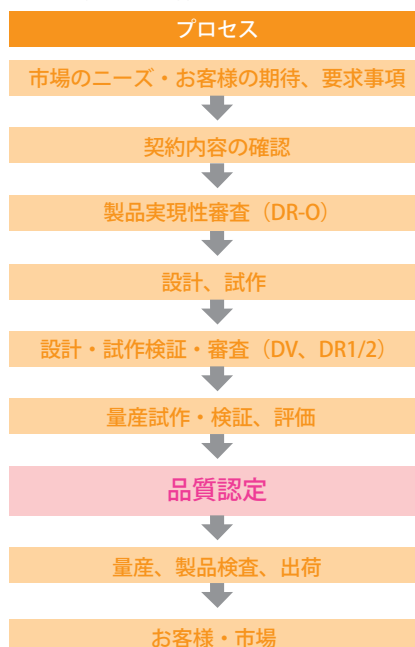 プロセス
市場のニーズ・お客様の期待、要求事項
契約内容の確認
製品実現性審査（DR-O）
設計、試作
設計・試作検証・審査（DV、DR1/2）
量産試作・検証、評価
品質認定
量産、製品検査、出荷
お客様・市場